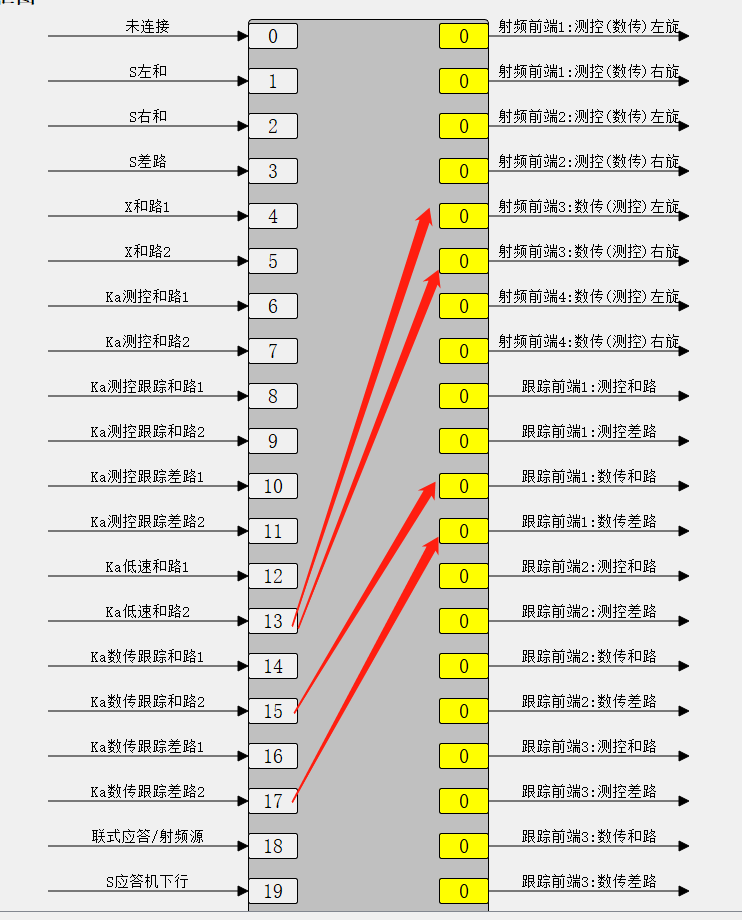 未连接 0 0 射频前端1:测控(数传)左旋
S左和 1 0 射频前端1:测控(数传)右旋
S右和 2 0 射频前端2:测控(数传)左旋
S差路 3 0 射频前端2:测控(数传)右旋
X和路1 4 0 射频前端3:数传(测控)左旋
X和路2 5 0 射频前端3:数传(测控)右旋
Ka测控和路1 6 0 射频前端4:数传(测控)左旋
Ka测控和路2 7 0 射频前端4:数传(测控)右旋
Ka测控跟踪和路1 8 0 跟踪前端1:测控和路
Ka测控跟踪和路2 9 0 跟踪前端1:测控差路
Ka测控跟踪差路1 10 0 跟踪前端1:数传和路
Ka测控跟踪差路2 11 0 跟踪前端1:数传差路
Ka低速和路1 12 0 跟踪前端2:测控和路
Ka低速和路2 13 0 跟踪前端2:测控差路
Ka数传跟踪和路1 14 0 跟踪前端2:数传和路
Ka数传跟踪和路2 15 0 跟踪前端2:数传差路
Ka数传跟踪差路1 16 0 跟踪前端3:测控和路
Ka数传跟踪差路2 17 0 跟踪前端3:测控差路
联式应答/射频源 18 0 跟踪前端3:数传和路
S应答机下行 19 0 跟踪前端3:数传差路